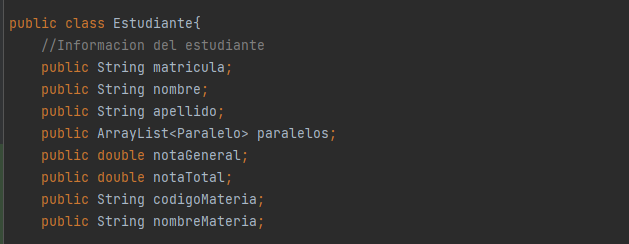 public class Estudiante{
//Informacion del estudiante
public String matricula;
public String nombre;
public String apellido;
public ArrayList<Paralelo> paralelos;
public double notaGeneral;
public double notaTotal;
public String codigoMateria;
public String nombreMateria;